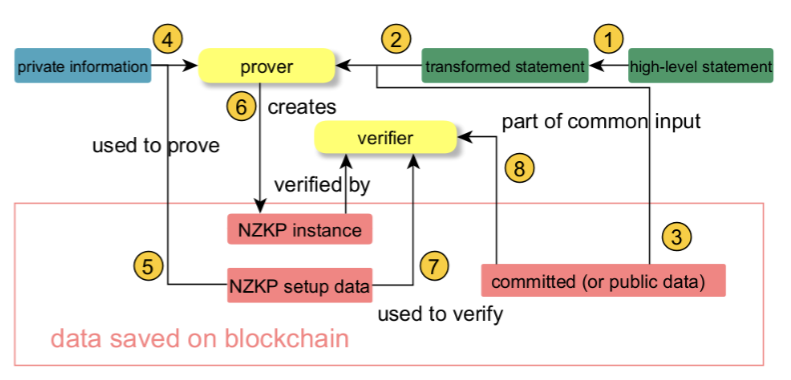 4
2
1
private information
prover
transformed statement
high-level statement
6
creates
part of common input
verifier
used to prove
8
verified by
NZKP instance
3
5
7
NZKP setup data
committed (or public data)
used to verify
data saved on blockchain